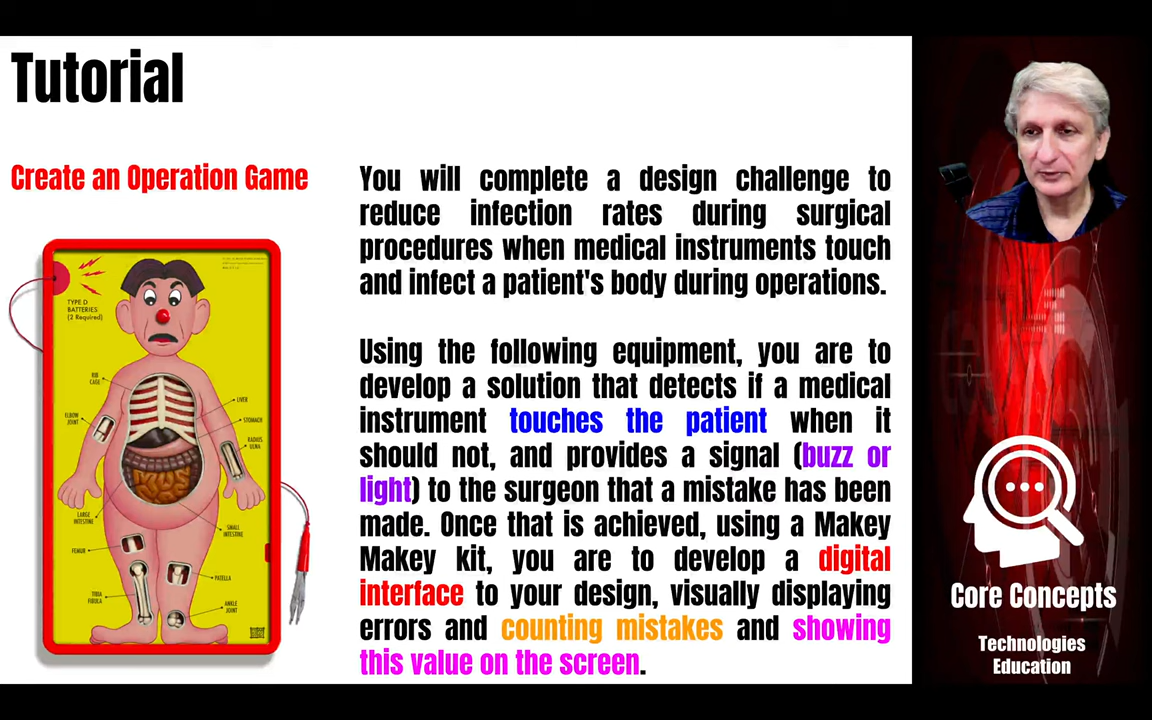 Tutorial
Create an Operation Game
You will complete a design challenge to
reduce infection rates during surgical
procedures when medical instruments touch
and infect a patient's body during operations.
Using the following equipment, you are to
develop a solution that detects if a medical
instrument touches the patient when it
should not, and provides a signal (buzz or
light) to the surgeon that a mistake has been
made. Once that is achieved, using a Makey
Makey kit, you are to develop a digital
interface to your design, visually displaying
errors and counting mistakes and showing
this value on the screen.
TYPE D
BATTERIES
(2 Required)
RIB
CAGE
LIVER
STOMACH
ELBOW
JOINT
RADIUS
ULNA
LARGE
INTESTINE
SMALL
INTESTINE
FEMUR
PATELLA
TIBIA
FIBULA
ANKLE
JOINT
Core Concepts
Technologies
Education